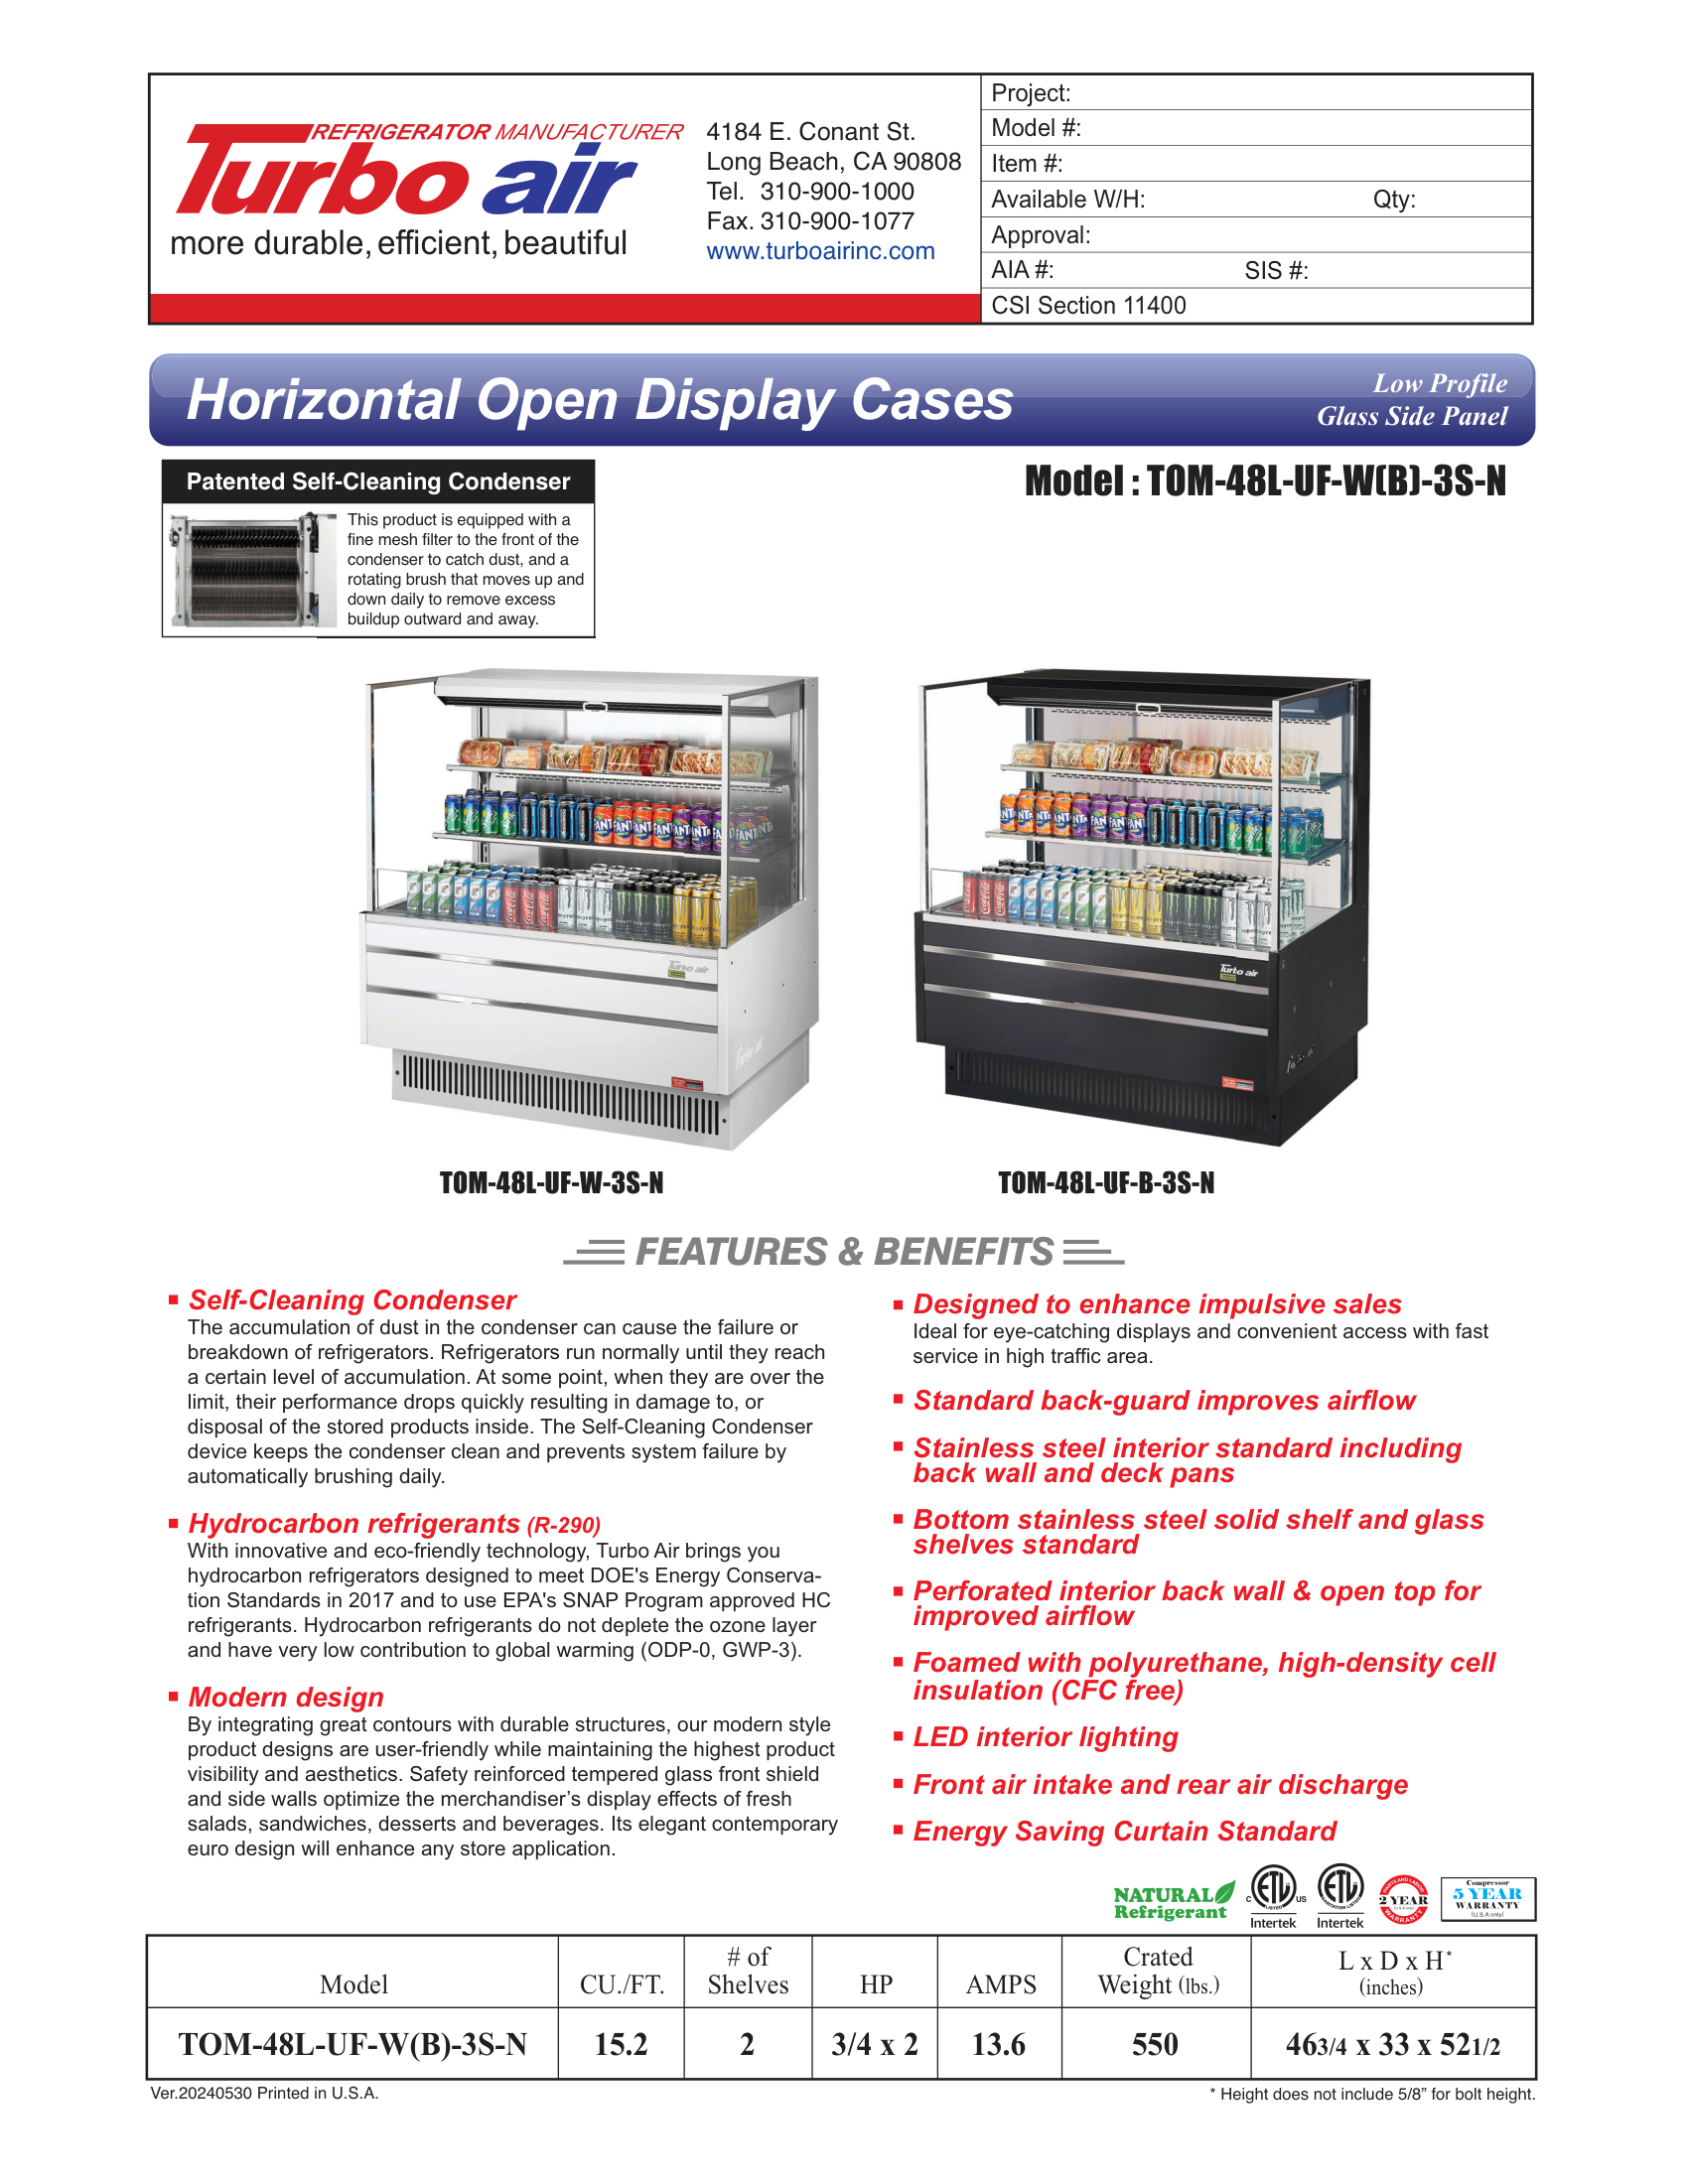 REFRIGERATOR MANUFACTURER
Turbo air
more durable, efficient, beautiful
4184 E. Conant St.
Long Beach, CA 90808
Tel. 310-900-1000
Fax. 310-900-1077
www.turboairinc.com
Project:
Model #:
Item #:
Available W/H: Qty:
Approval:
AIA #: SIS #:
CSI Section 11400
Horizontal Open Display Cases
Low Profile
Glass Side Panel
Patented Self-Cleaning Condenser
This product is equipped with a
fine mesh filter to the front of the
condenser to catch dust, and a
rotating brush that moves up and
down daily to remove excess
buildup outward and away.
Model : TOM-48L-UF-W(B)-3S-N
Turbo air
Turbo air
Turbo air
Turbo air
TOM-48L-UF-W-3S-N
TOM-48L-UF-B-3S-N
FEATURES & BENEFITS
Self-Cleaning Condenser
The accumulation of dust in the condenser can cause the failure or
breakdown of refrigerators. Refrigerators run normally until they reach
a certain level of accumulation. At some point, when they are over the
limit, their performance drops quickly resulting in damage to, or
disposal of the stored products inside. The Self-Cleaning Condenser
device keeps the condenser clean and prevents system failure by
automatically brushing daily.
Hydrocarbon refrigerants (R-290)
With innovative and eco-friendly technology, Turbo Air brings you
hydrocarbon refrigerators designed to meet DOE's Energy Conserva-
tion Standards in 2017 and to use EPA's SNAP Program approved HC
refrigerants. Hydrocarbon refrigerants do not deplete the ozone layer
and have very low contribution to global warming (ODP-0, GWP-3).
Modern design
By integrating great contours with durable structures, our modern style
product designs are user-friendly while maintaining the highest product
visibility and aesthetics. Safety reinforced tempered glass front shield
and side walls optimize the merchandiser's display effects of fresh
salads, sandwiches, desserts and beverages. Its elegant contemporary
euro design will enhance any store application.
Designed to enhance impulsive sales
Ideal for eye-catching displays and convenient access with fast
service in high traffic area.
Standard back-guard improves airflow
Stainless steel interior standard including
back wall and deck pans
Bottom stainless steel solid shelf and glass
shelves standard
Perforated interior back wall & open top for
improved airflow
Foamed with polyurethane, high-density cell
insulation (CFC free)
LED interior lighting
Front air intake and rear air discharge
Energy Saving Curtain Standard
NATURAL
Refrigerant
C ETL US
LISTED
Intertek
ETL
SANITATION LISTED
Intertek
PARTS AND LABOR
2 YEAR
(U.S.A only)
WARRANTY
Compressor
5 YEAR
WARRANTY
(U.S.A only)
Model CU./FT. # of Shelves HP AMPS Crated Weight (lbs.) L x D x H* (inches)
TOM-48L-UF-W(B)-3S-N 15.2 2 3/4 x 2 13.6 550 463/4 x 33 x 521/2
Ver.20240530 Printed in U.S.A.
* Height does not include 5/8” for bolt height.